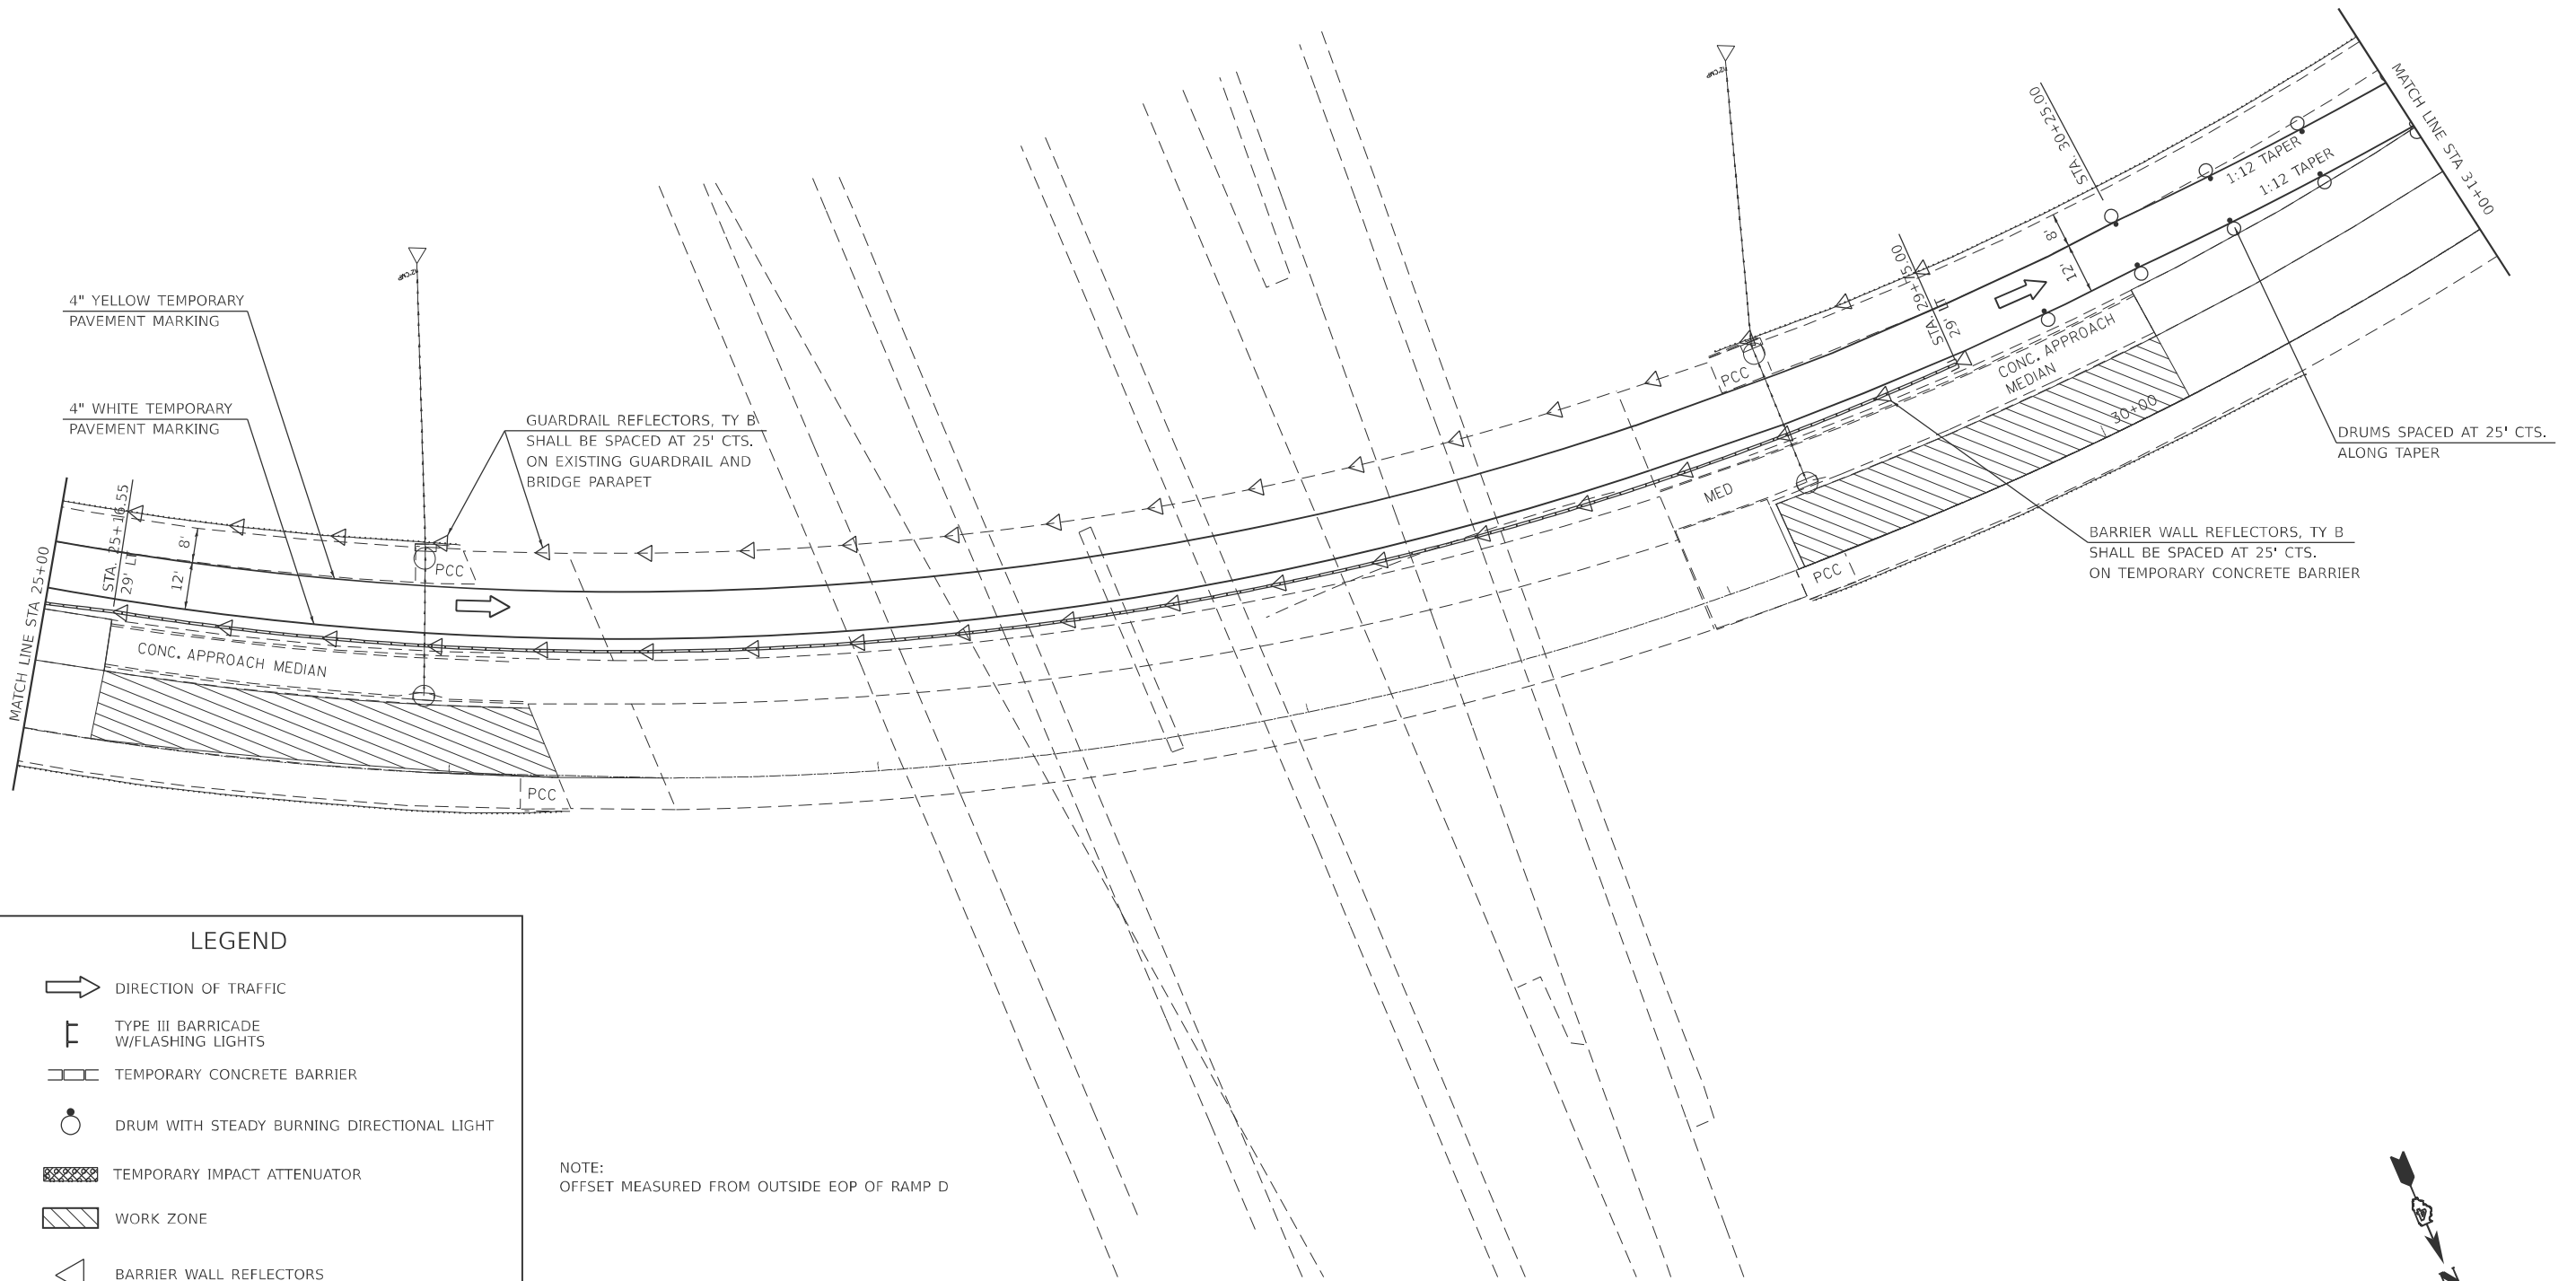 4" YELLOW TEMPORARY
PAVEMENT MARKING
4" WHITE TEMPORARY
PAVEMENT MARKING
GUARDRAIL REFLECTORS, TY B
SHALL BE SPACED AT 25' CTS.
ON EXISTING GUARDRAIL AND
BRIDGE PARAPET
MATCH LINE STA 25+00
STA. 25+16.55
29' LT
8'
12'
PCC
CONC. APPROACH MEDIAN
PCC
PCC
MED
PCC
STA. 29+75.00
29' LT
STA. 30+25.00
8'
12'
1:12 TAPER
1:12 TAPER
MATCH LINE STA 31+00
CONC. APPROACH
MEDIAN
30+00
DRUMS SPACED AT 25' CTS.
ALONG TAPER
BARRIER WALL REFLECTORS, TY B
SHALL BE SPACED AT 25' CTS.
ON TEMPORARY CONCRETE BARRIER
LEGEND
DIRECTION OF TRAFFIC
TYPE III BARRICADE
W/FLASHING LIGHTS
TEMPORARY CONCRETE BARRIER
DRUM WITH STEADY BURNING DIRECTIONAL LIGHT
TEMPORARY IMPACT ATTENUATOR
WORK ZONE
BARRIER WALL REFLECTORS
NOTE:
OFFSET MEASURED FROM OUTSIDE EOP OF RAMP D